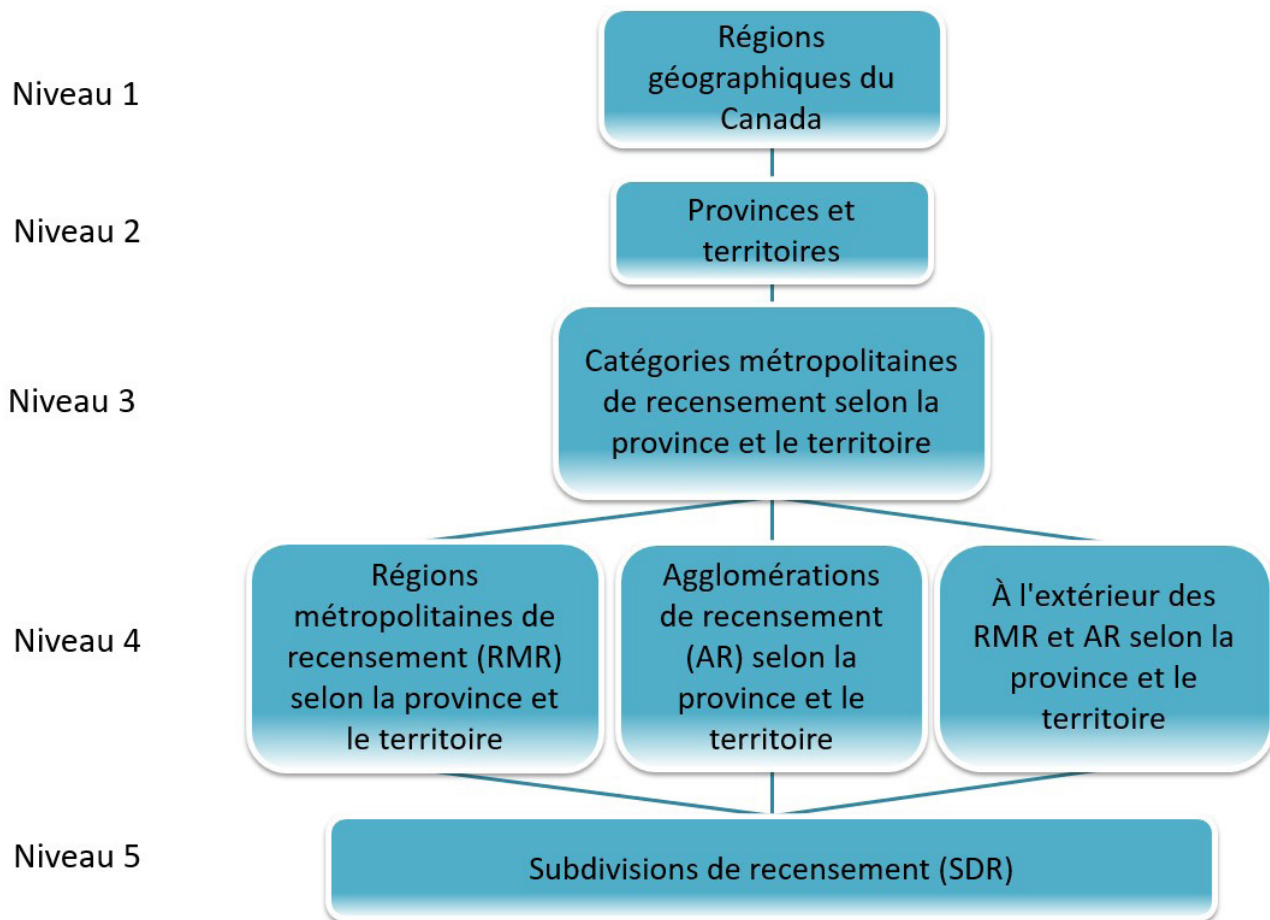 Niveau 1
Régions
géographiques du
Canada
Niveau 2
Provinces et
territoires
Niveau 3
Catégories métropolitaines
de recensement selon la
province et le territoire
Niveau 4
Régions
métropolitaines de
recensement (RMR)
selon la province et
le territoire
Agglomérations
de recensement
(AR) selon la
province et le
territoire
À l'extérieur des
RMR et AR selon la
province et le
territoire
Niveau 5
Subdivisions de recensement (SDR)